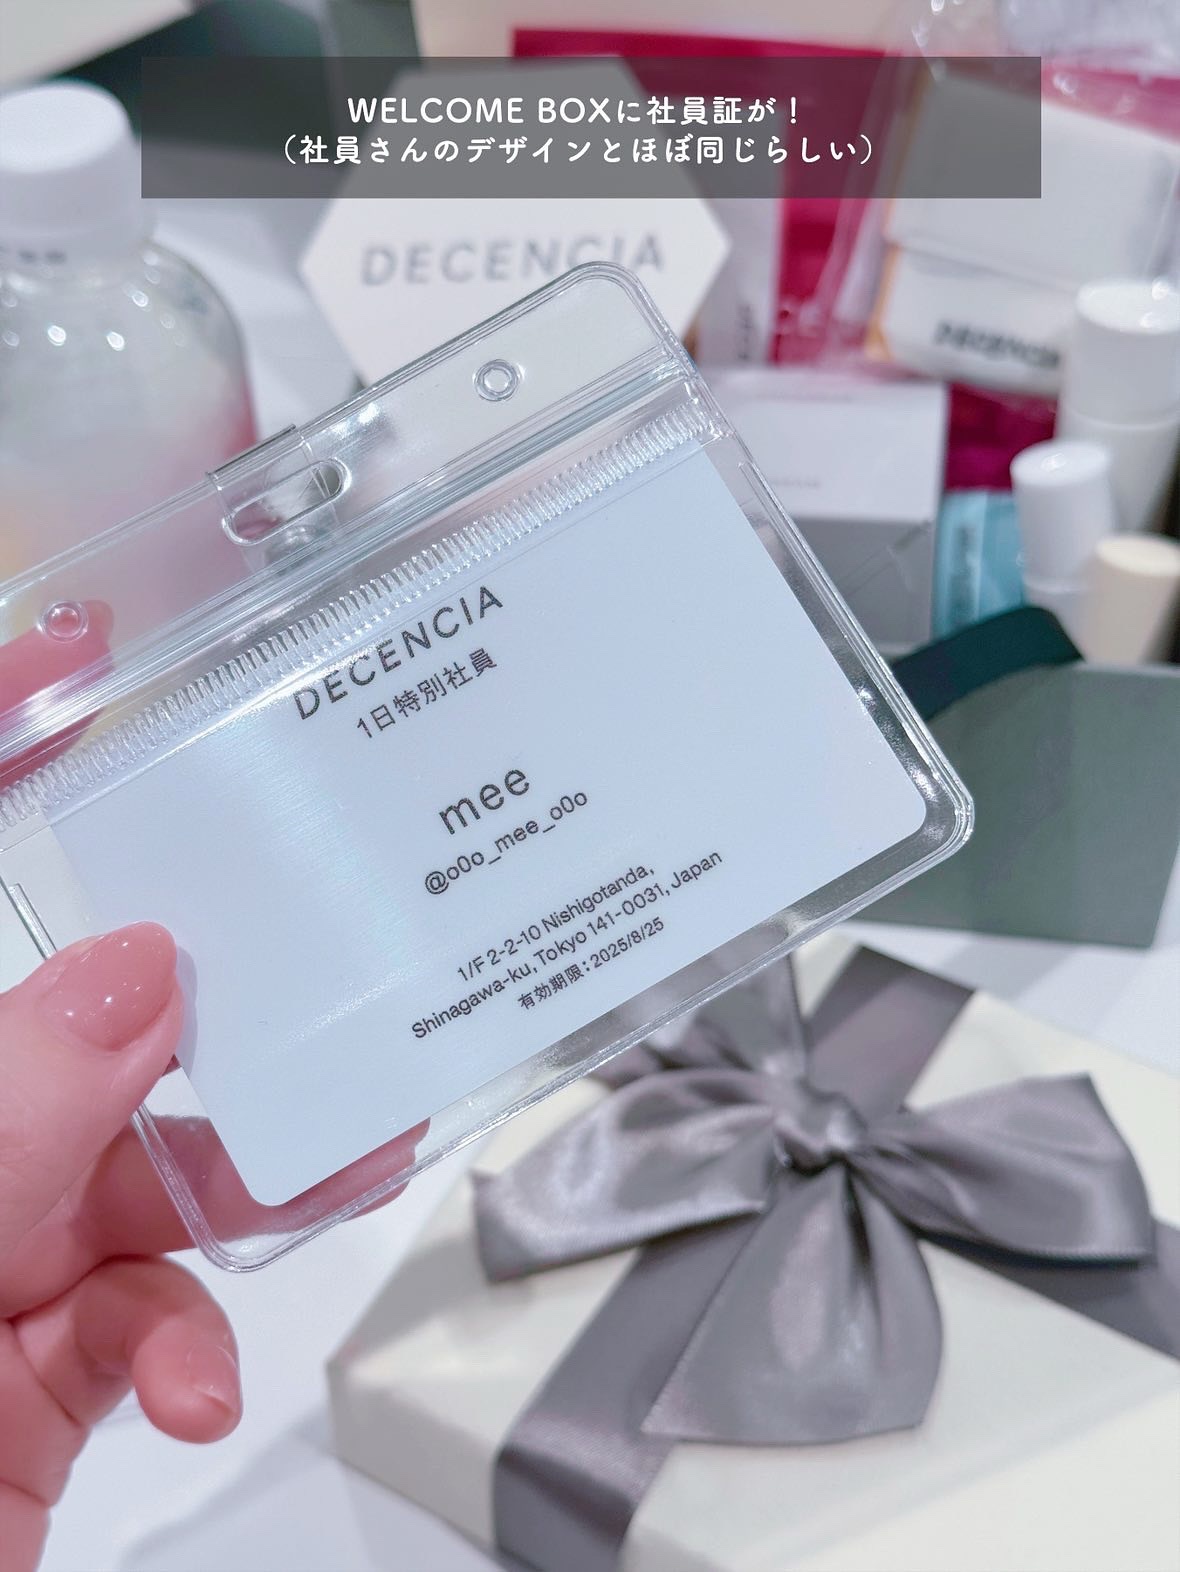 WELCOME BOXに社員証が！
（社員さんのデザインとほぼ同じらしい）
DECENCIA
DECENCIA
DECENCIA
1日特別社員
mee
@o0o_mee_o0o
1/F 2-2-10 Nishigotanda,
Shinagawa-ku, Tokyo 141-0031, Japan
有効期限：2025/8/25